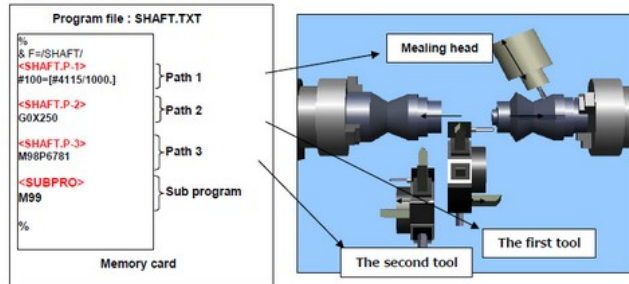 Program file : SHAFT.TXT
%
& F=/SHAFT/
<SHAFT.P-1>
#100=[#4115/1000.]
Path 1
<SHAFT.P-2>
G0X250
Path 2
<SHAFT.P-3>
M98P6781
Path 3
<SUBPRO>
M99
Sub program
%
Memory card
Mealing head
The first tool
The second tool